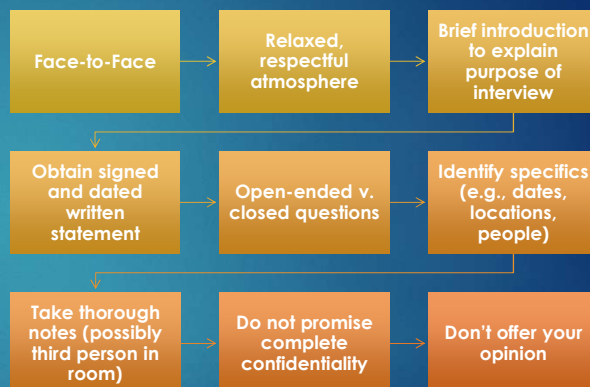 Face-to-Face
Relaxed,
respectful
atmosphere
Brief introduction
to explain
purpose of
interview
Obtain signed
and dated
written
statement
Open-ended v.
closed questions
Identify specifics
(e.g., dates,
locations,
people)
Take thorough
notes (possibly
third person in
room)
Do not promise
complete
confidentiality
Don't offer your
opinion